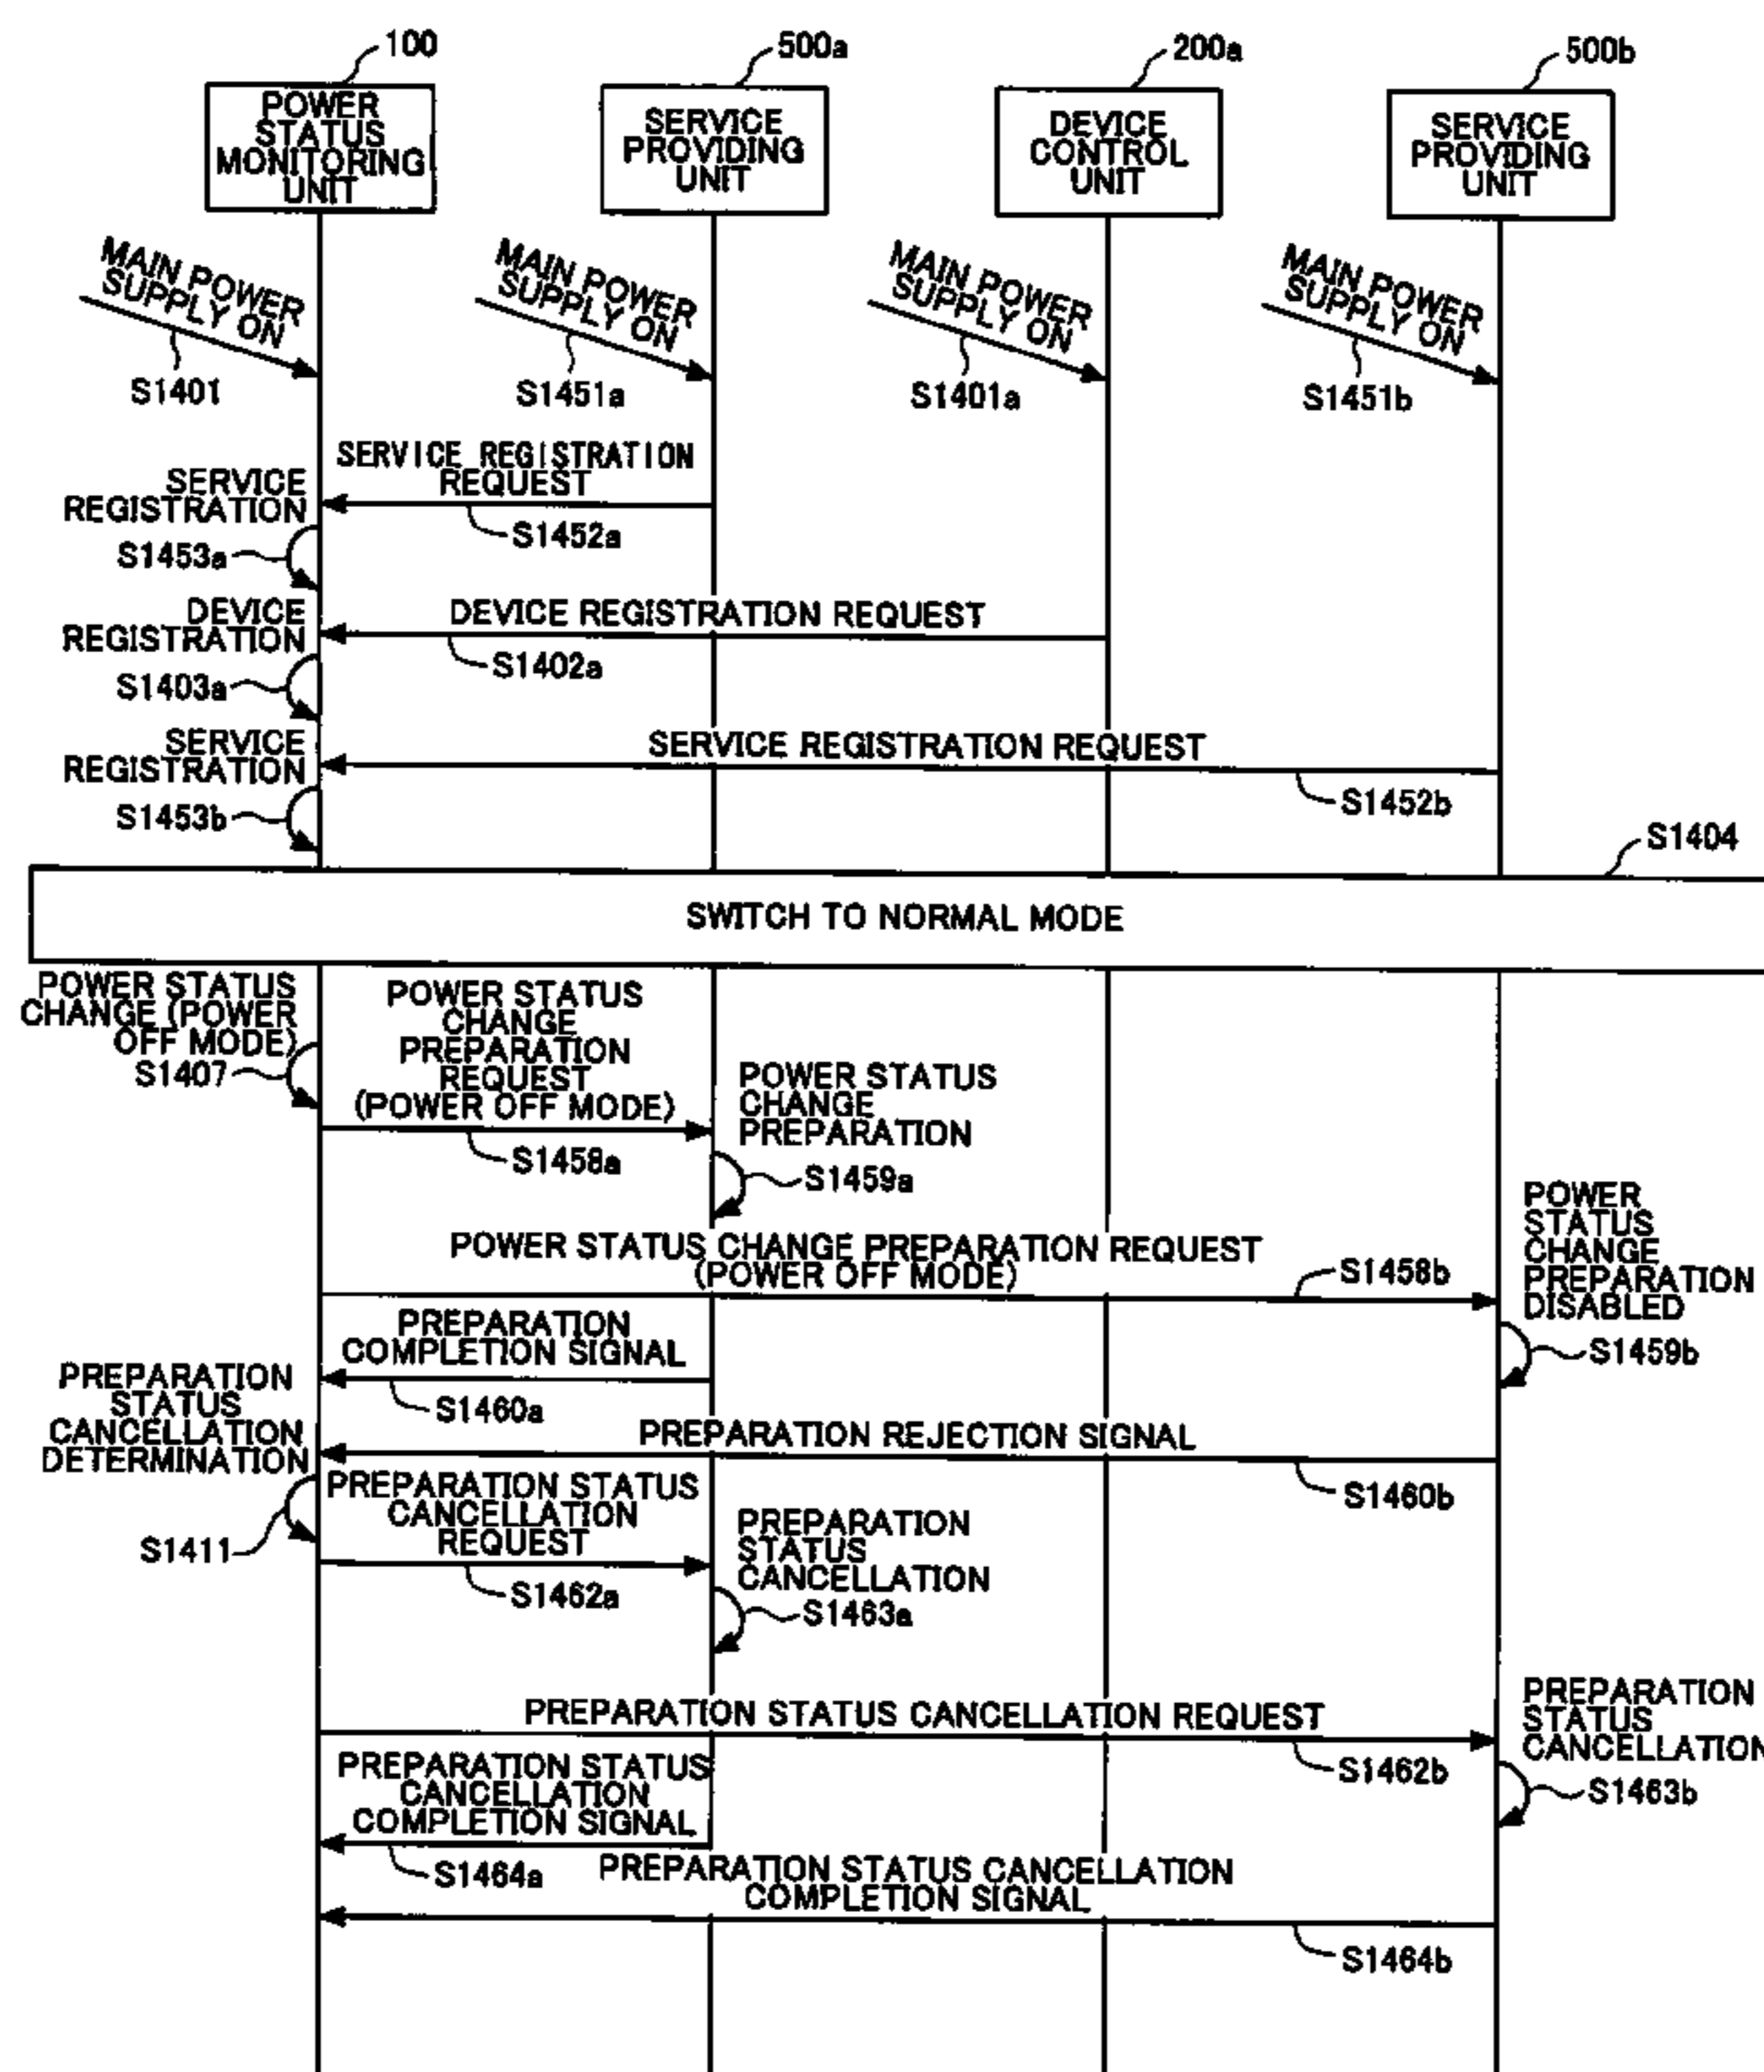 100
500a
200a
500b
POWER
STATUS
MONITORING
UNIT
SERVICE
PROVIDING
UNIT
DEVICE
CONTROL
UNIT
SERVICE
PROVIDING
UNIT
MAIN POWER
SUPPLY ON
S1401
MAIN POWER
SUPPLY ON
S1451a
MAIN POWER
SUPPLY ON
S1401a
MAIN POWER
SUPPLY ON
S1451b
SERVICE REGISTRATION
REQUEST
S1452a
SERVICE
REGISTRATION
S1453a
DEVICE REGISTRATION REQUEST
S1402a
DEVICE
REGISTRATION
S1403a
SERVICE REGISTRATION REQUEST
S1452b
SERVICE
REGISTRATION
S1453b
S1404
SWITCH TO NORMAL MODE
POWER STATUS
CHANGE (POWER
OFF MODE)
S1407
POWER STATUS
CHANGE
PREPARATION
REQUEST
(POWER OFF MODE)
S1458a
POWER STATUS
CHANGE
PREPARATION
S1459a
POWER STATUS CHANGE PREPARATION REQUEST
(POWER OFF MODE)
S1458b
POWER
STATUS
CHANGE
PREPARATION
DISABLED
S1459b
PREPARATION
COMPLETION SIGNAL
S1460a
PREPARATION REJECTION SIGNAL
S1460b
PREPARATION
STATUS
CANCELLATION
DETERMINATION
S1411
PREPARATION STATUS
CANCELLATION
REQUEST
S1462a
PREPARATION
STATUS
CANCELLATION
S1463a
PREPARATION STATUS CANCELLATION REQUEST
S1462b
PREPARATION
STATUS
CANCELLATION
S1463b
PREPARATION STATUS
CANCELLATION
COMPLETION SIGNAL
S1464a
PREPARATION STATUS CANCELLATION
COMPLETION SIGNAL
S1464b